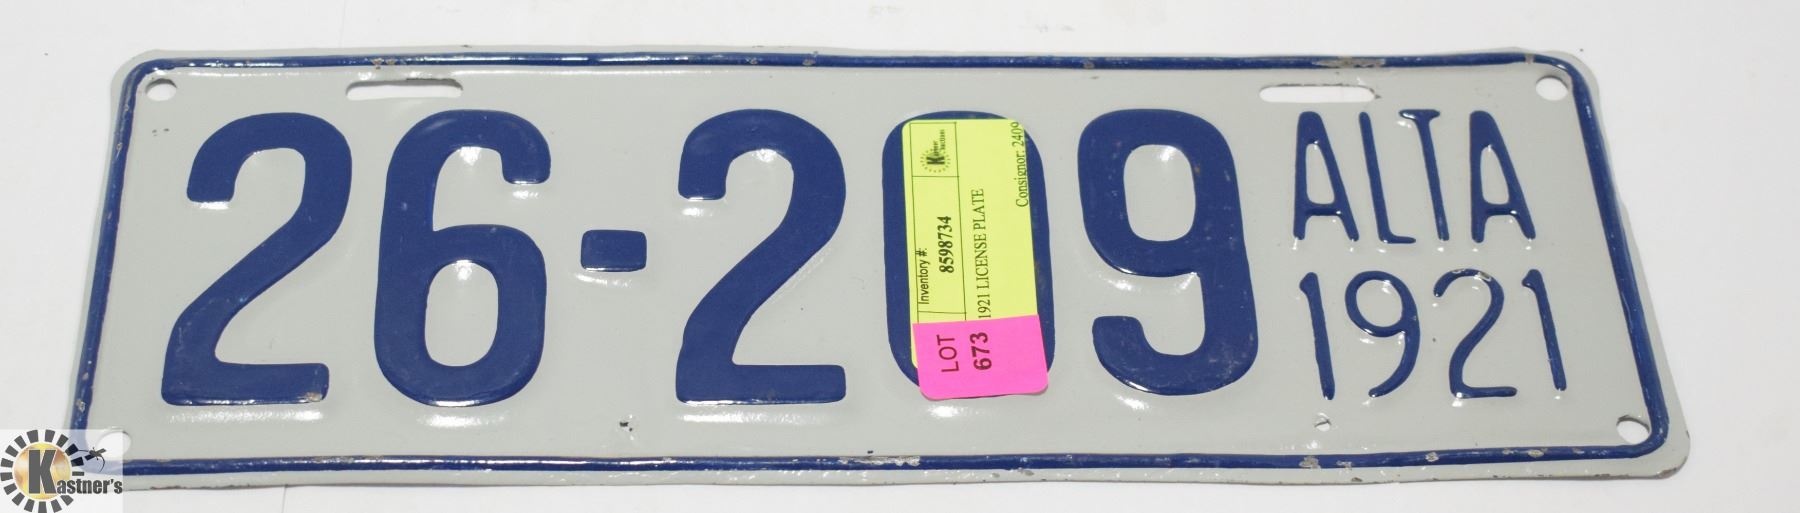 26-209
ALTA
1921
Inventory #:
8598734
1921 LICENSE PLATE
Consignor: 2409
LOT
673
Kastner's